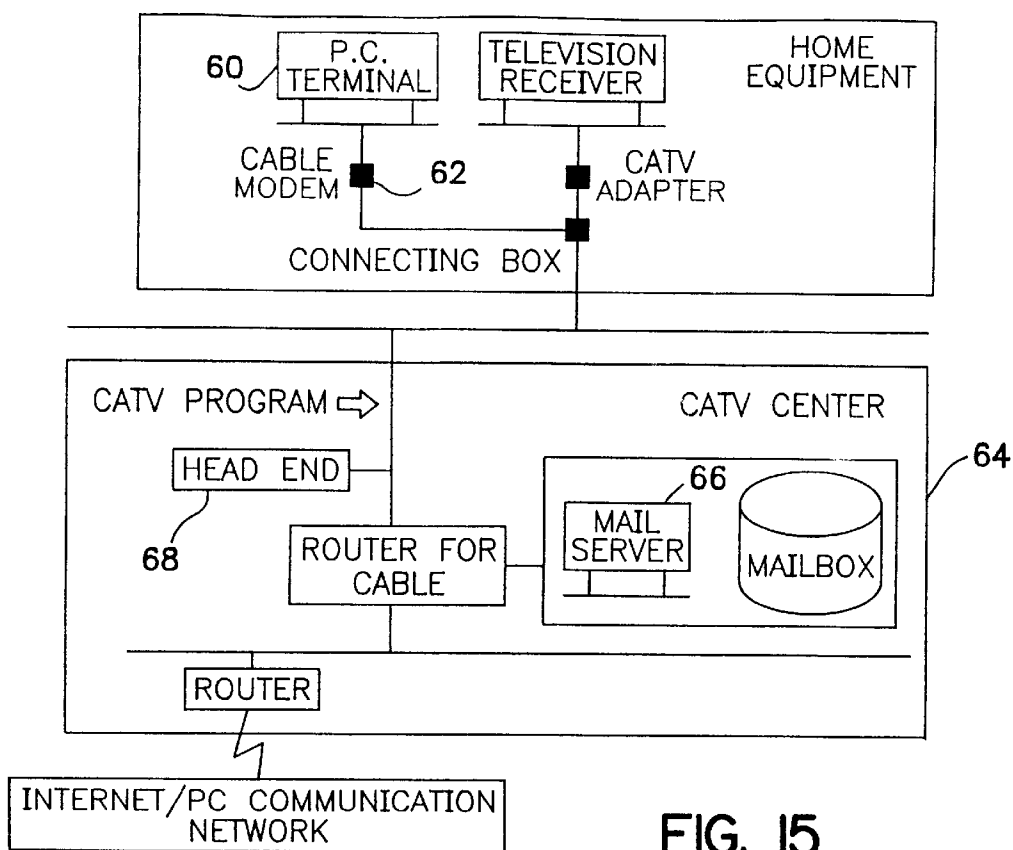 P.C.
TERMINAL
TELEVISION
RECEIVER
HOME
EQUIPMENT
60
CABLE
MODEM
62
CATV
ADAPTER
CONNECTING BOX
CATV PROGRAM
CATV CENTER
64
HEAD END
68
66
MAIL
SERVER
MAILBOX
ROUTER FOR
CABLE
ROUTER
INTERNET/PC COMMUNICATION
NETWORK
FIG. 15